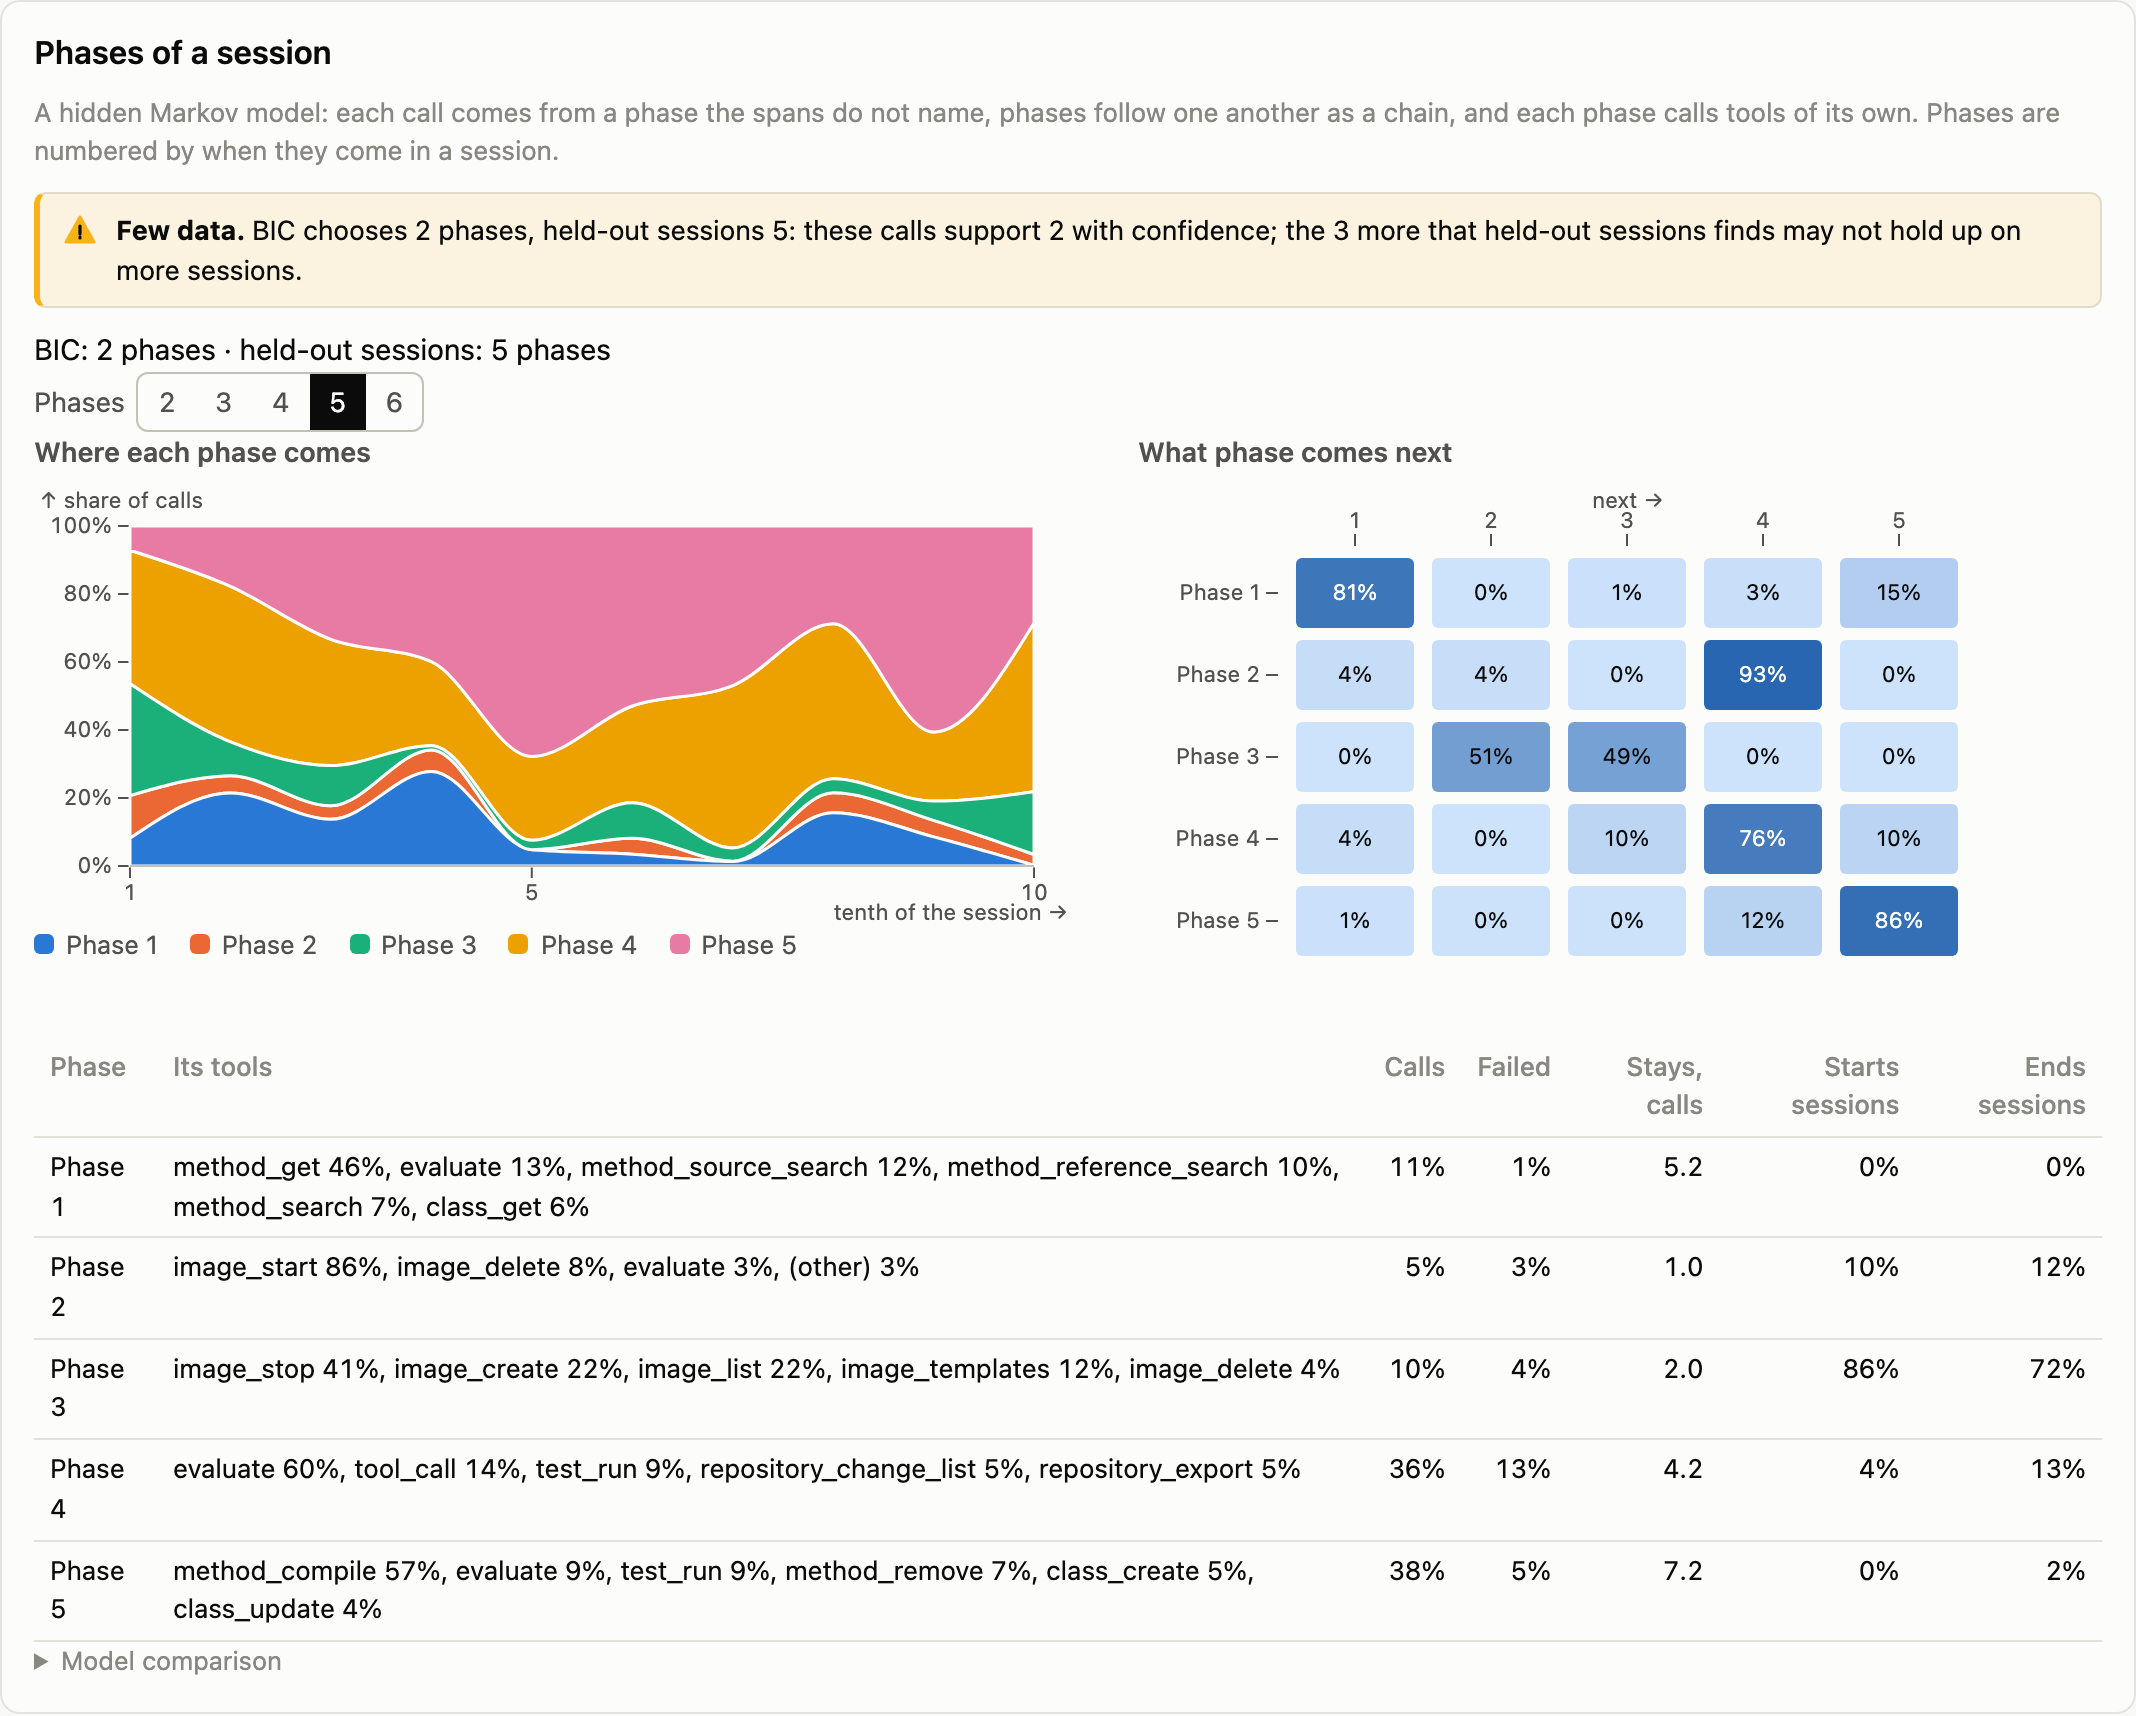 Phases of a session
A hidden Markov model: each call comes from a phase the spans do not name, phases follow one another as a chain, and each phase calls tools of its own. Phases are
numbered by when they come in a session.
Few data. BIC chooses 2 phases, held-out sessions 5: these calls support 2 with confidence; the 3 more that held-out sessions finds may not hold up on
more sessions.
BIC: 2 phases · held-out sessions: 5 phases
Phases 2 3 4 5 6
Where each phase comes
↑ share of calls
100%
80%
60%
40%
20%
0%
1 5 10
tenth of the session →
Phase 1 Phase 2 Phase 3 Phase 4 Phase 5
What phase comes next
next →
1 2 3 4 5
Phase 1 81% 0% 1% 3% 15%
Phase 2 4% 4% 0% 93% 0%
Phase 3 0% 51% 49% 0% 0%
Phase 4 4% 0% 10% 76% 10%
Phase 5 1% 0% 0% 12% 86%
Phase Its tools Calls Failed Stays, Starts Ends
calls sessions sessions
Phase method_get 46%, evaluate 13%, method_source_search 12%, method_reference_search 10%, 11% 1% 5.2 0% 0%
1 method_search 7%, class_get 6%
Phase image_start 86%, image_delete 8%, evaluate 3%, (other) 3% 5% 3% 1.0 10% 12%
2
Phase image_stop 41%, image_create 22%, image_list 22%, image_templates 12%, image_delete 4% 10% 4% 2.0 86% 72%
3
Phase evaluate 60%, tool_call 14%, test_run 9%, repository_change_list 5%, repository_export 5% 36% 13% 4.2 4% 13%
4
Phase method_compile 57%, evaluate 9%, test_run 9%, method_remove 7%, class_create 5%, 38% 5% 7.2 0% 2%
5 class_update 4%
Model comparison